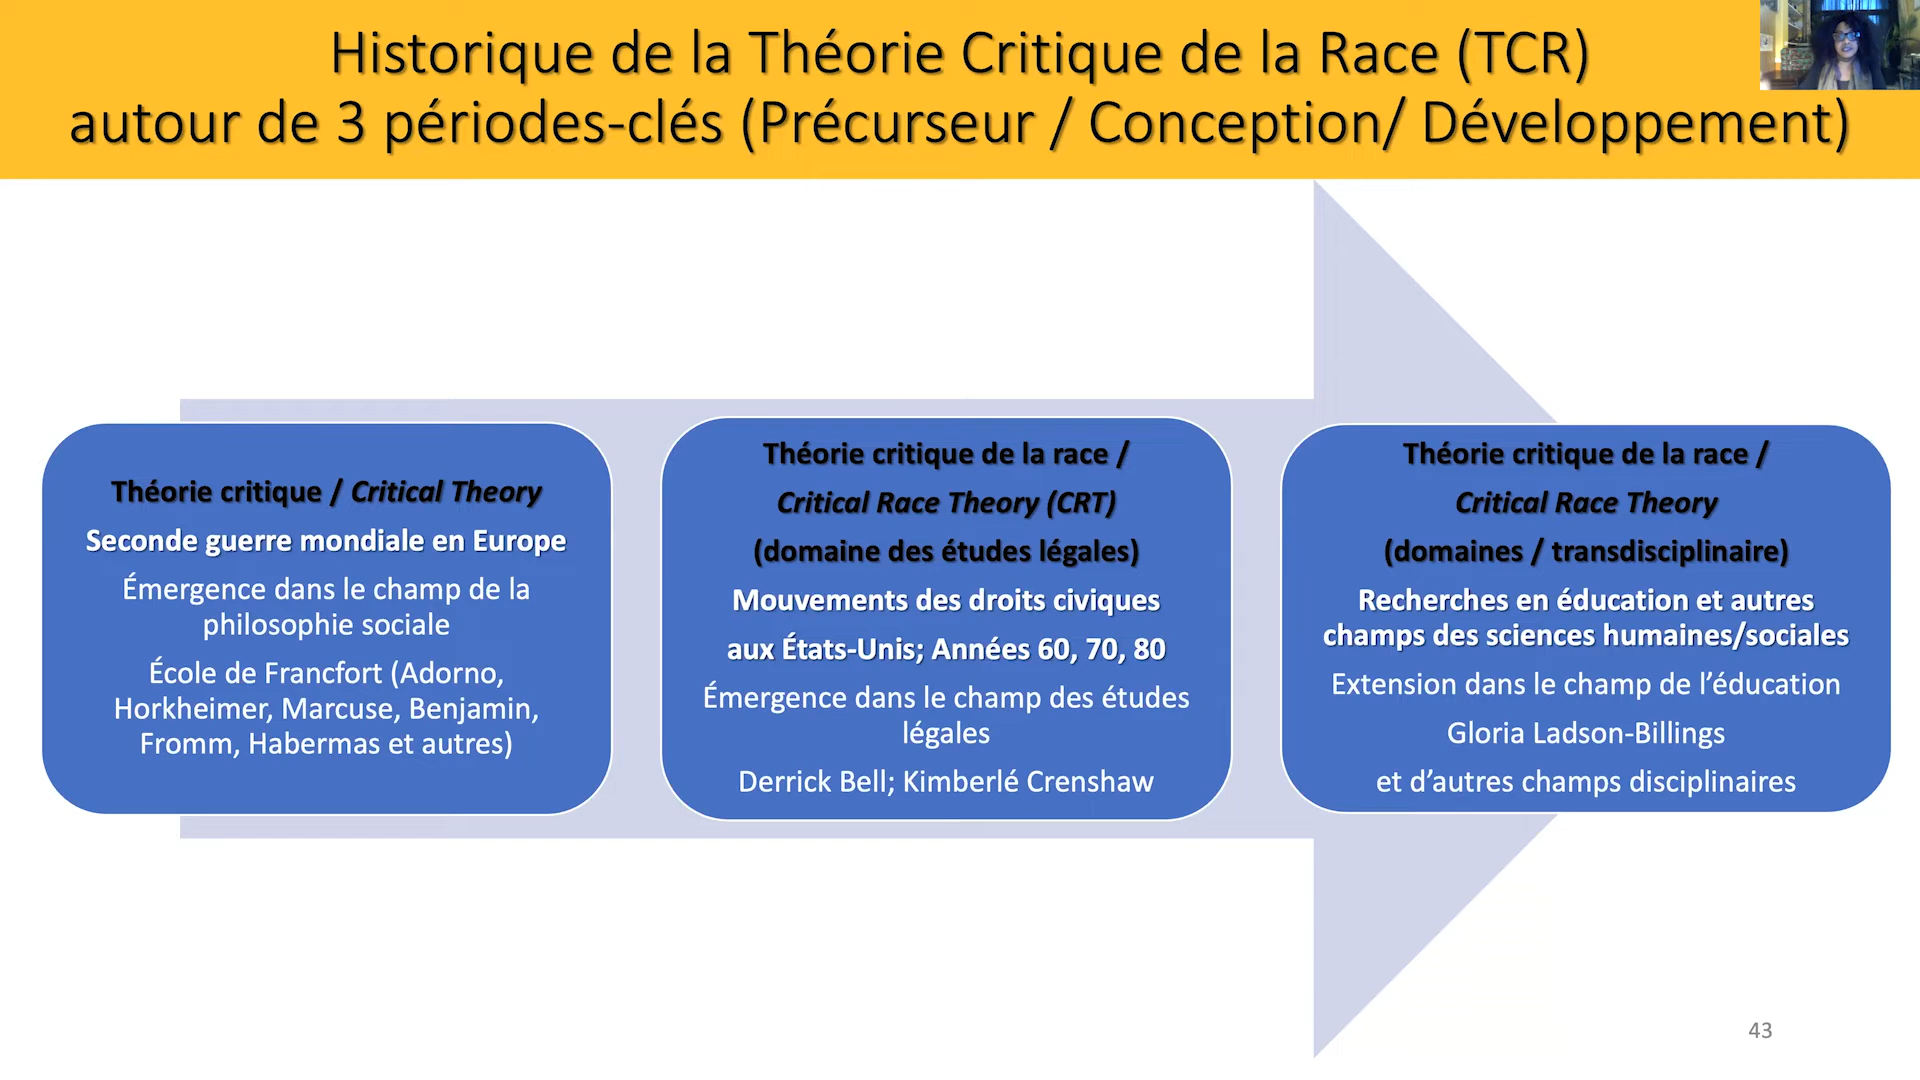 Historique de la Théorie Critique de la Race (TCR)
autour de 3 périodes-clés (Précurseur / Conception/ Développement)
Théorie critique / Critical Theory
Seconde guerre mondiale en Europe
Émergence dans le champ de la
philosophie sociale
École de Francfort (Adorno,
Horkheimer, Marcuse, Benjamin,
Fromm, Habermas et autres)
Théorie critique de la race /
Critical Race Theory (CRT)
(domaine des études légales)
Mouvements des droits civiques
aux États-Unis; Années 60, 70, 80
Émergence dans le champ des études
légales
Derrick Bell; Kimberlé Crenshaw
Théorie critique de la race /
Critical Race Theory
(domaines / transdisciplinaire)
Recherches en éducation et autres
champs des sciences humaines/sociales
Extension dans le champ de l’éducation
Gloria Ladson-Billings
et d’autres champs disciplinaires
43